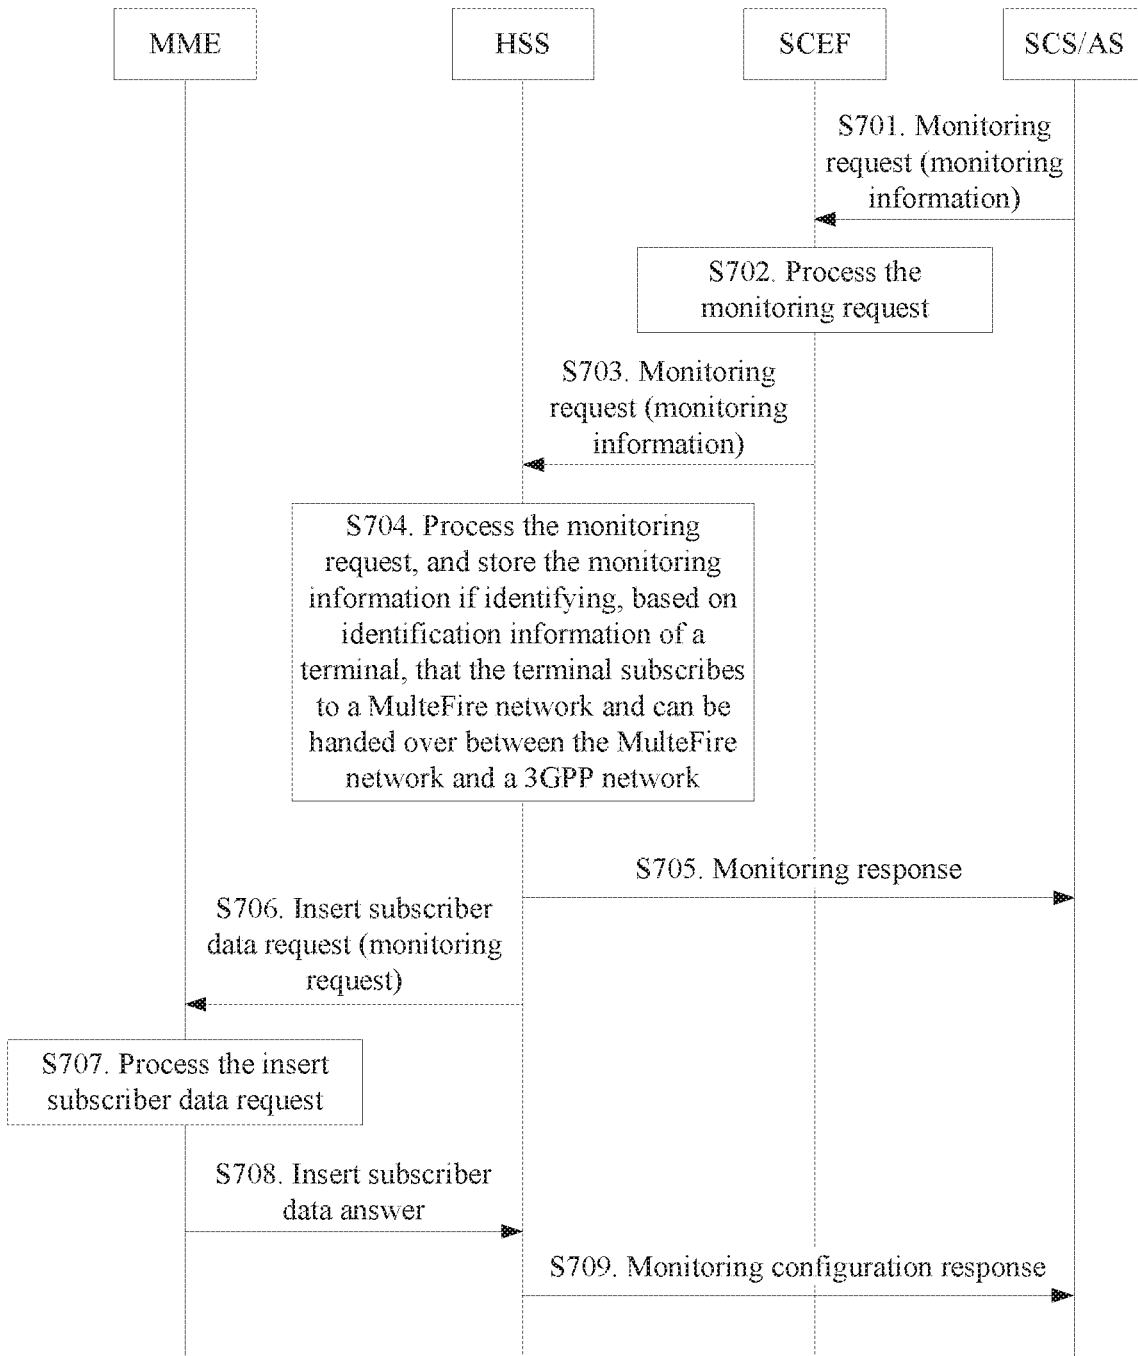 MME
HSS
SCEF
SCS/AS
S701. Monitoring
request (monitoring
information)
S702. Process the
monitoring request
S703. Monitoring
request (monitoring
information)
S704. Process the monitoring
request, and store the monitoring
information if identifying, based on
identification information of a
terminal, that the terminal subscribes
to a MulteFire network and can be
handed over between the MulteFire
network and a 3GPP network
S705. Monitoring response
S706. Insert subscriber
data request (monitoring
request)
S707. Process the insert
subscriber data request
S708. Insert subscriber
data answer
S709. Monitoring configuration response